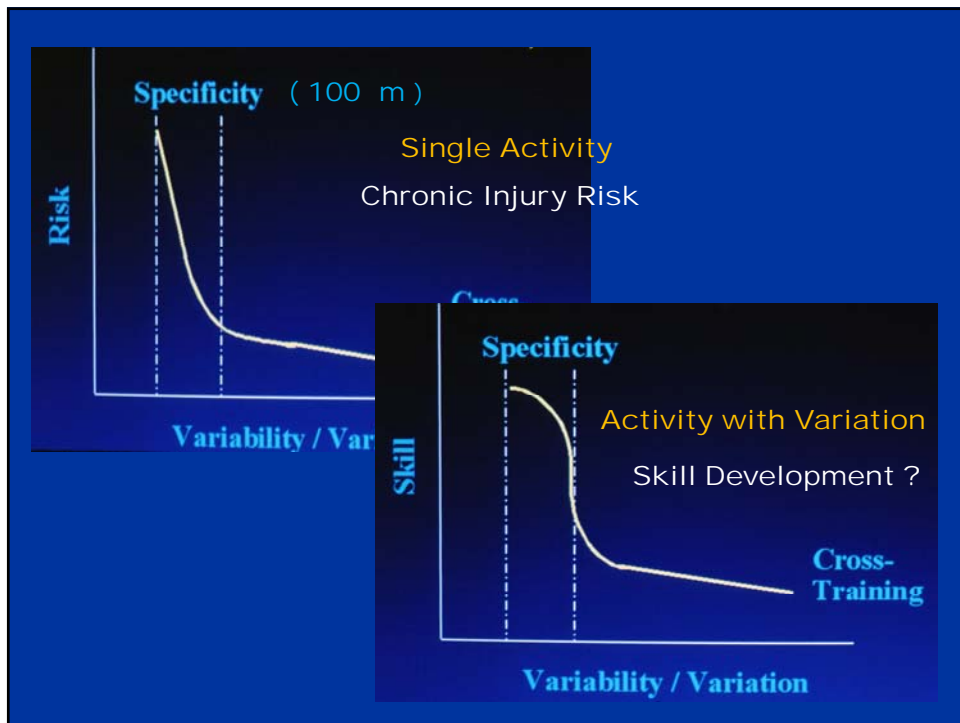 Specificity ( 100 m )
Single Activity
Chronic Injury Risk
Risk
Variability /
Specificity
Activity with Variation
Skill Development ?
Skill
Cross-
Training
Variability / Variation